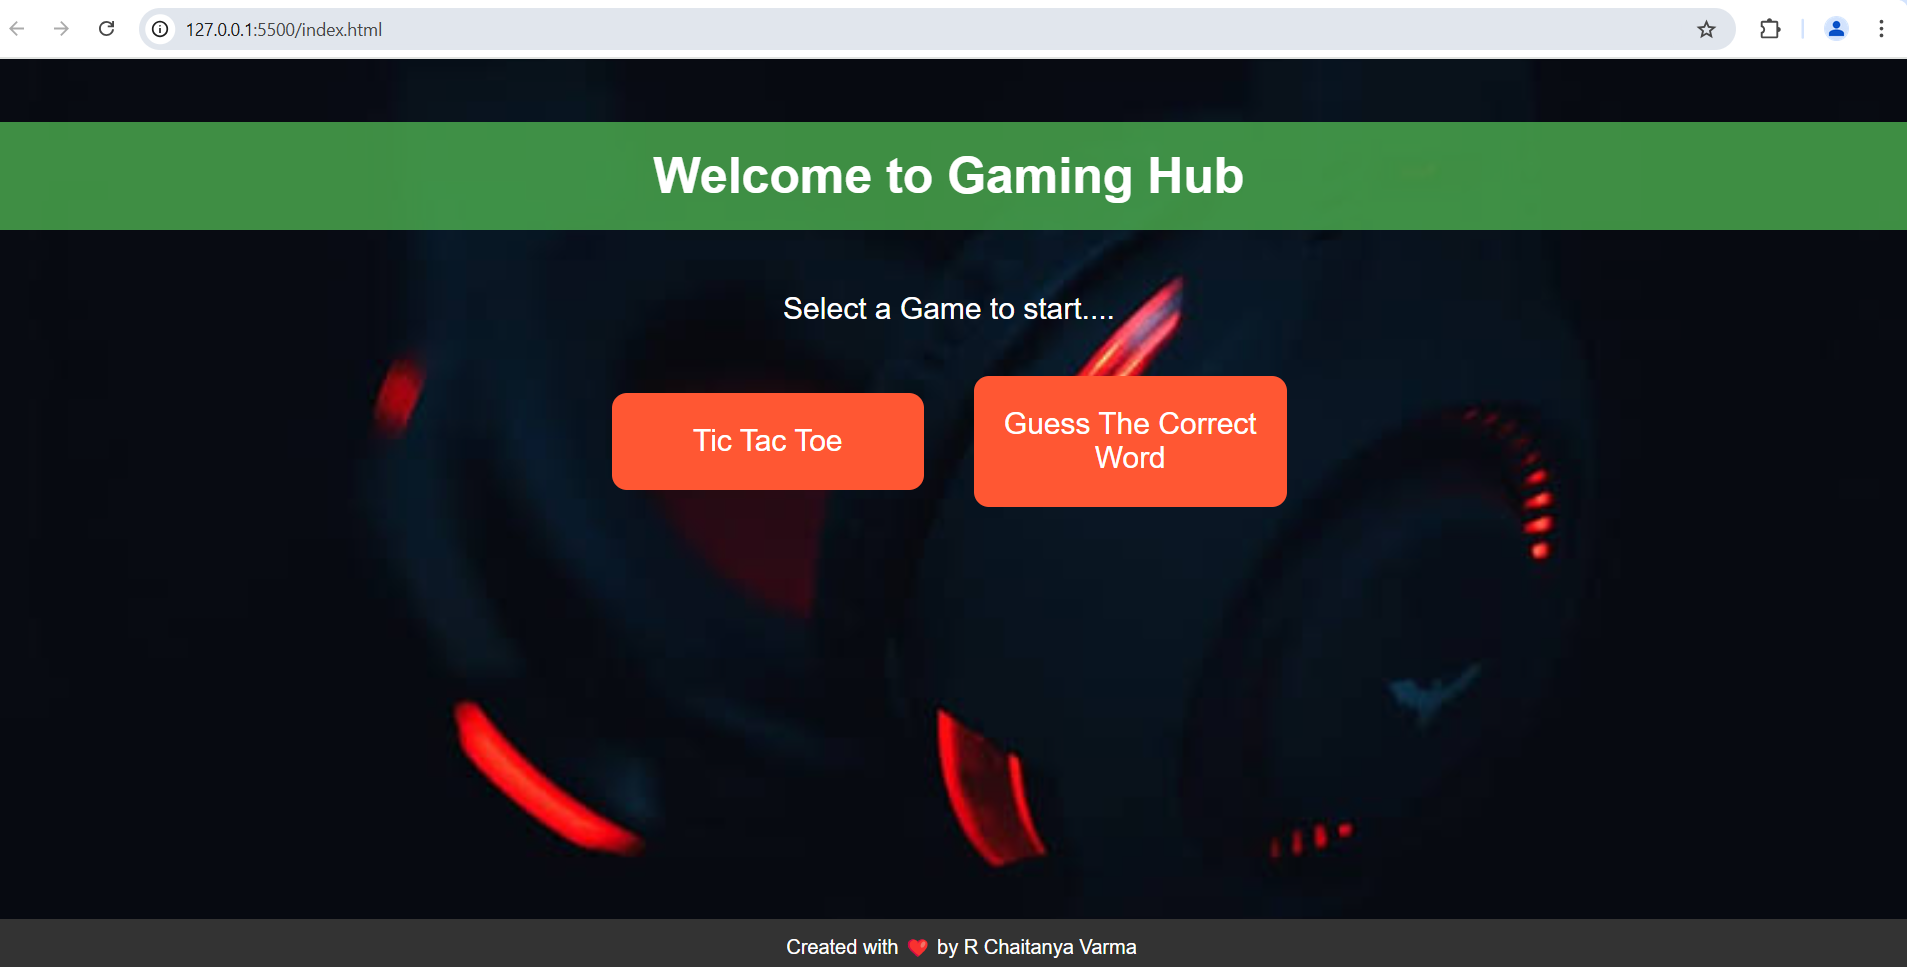 127.0.0.1:5500/index.html
Welcome to Gaming Hub
Select a Game to start....
Tic Tac Toe
Guess The Correct
Word
Created with ❤️ by R Chaitanya Varma